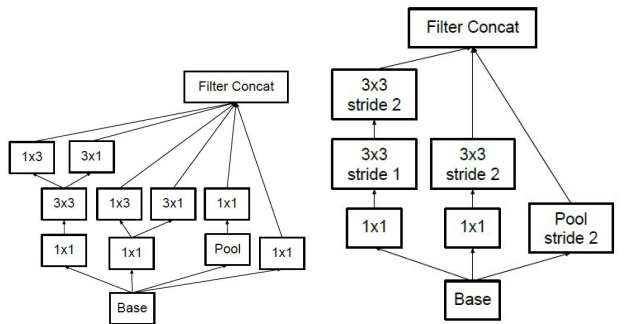 Filter Concat
1x3
3x1
3x3
1x3
3x1
1x1
1x1
1x1
Pool
1x1
Base
Filter Concat
3x3
stride 2
3x3
stride 1
3x3
stride 2
1x1
1x1
Pool
stride 2
Base